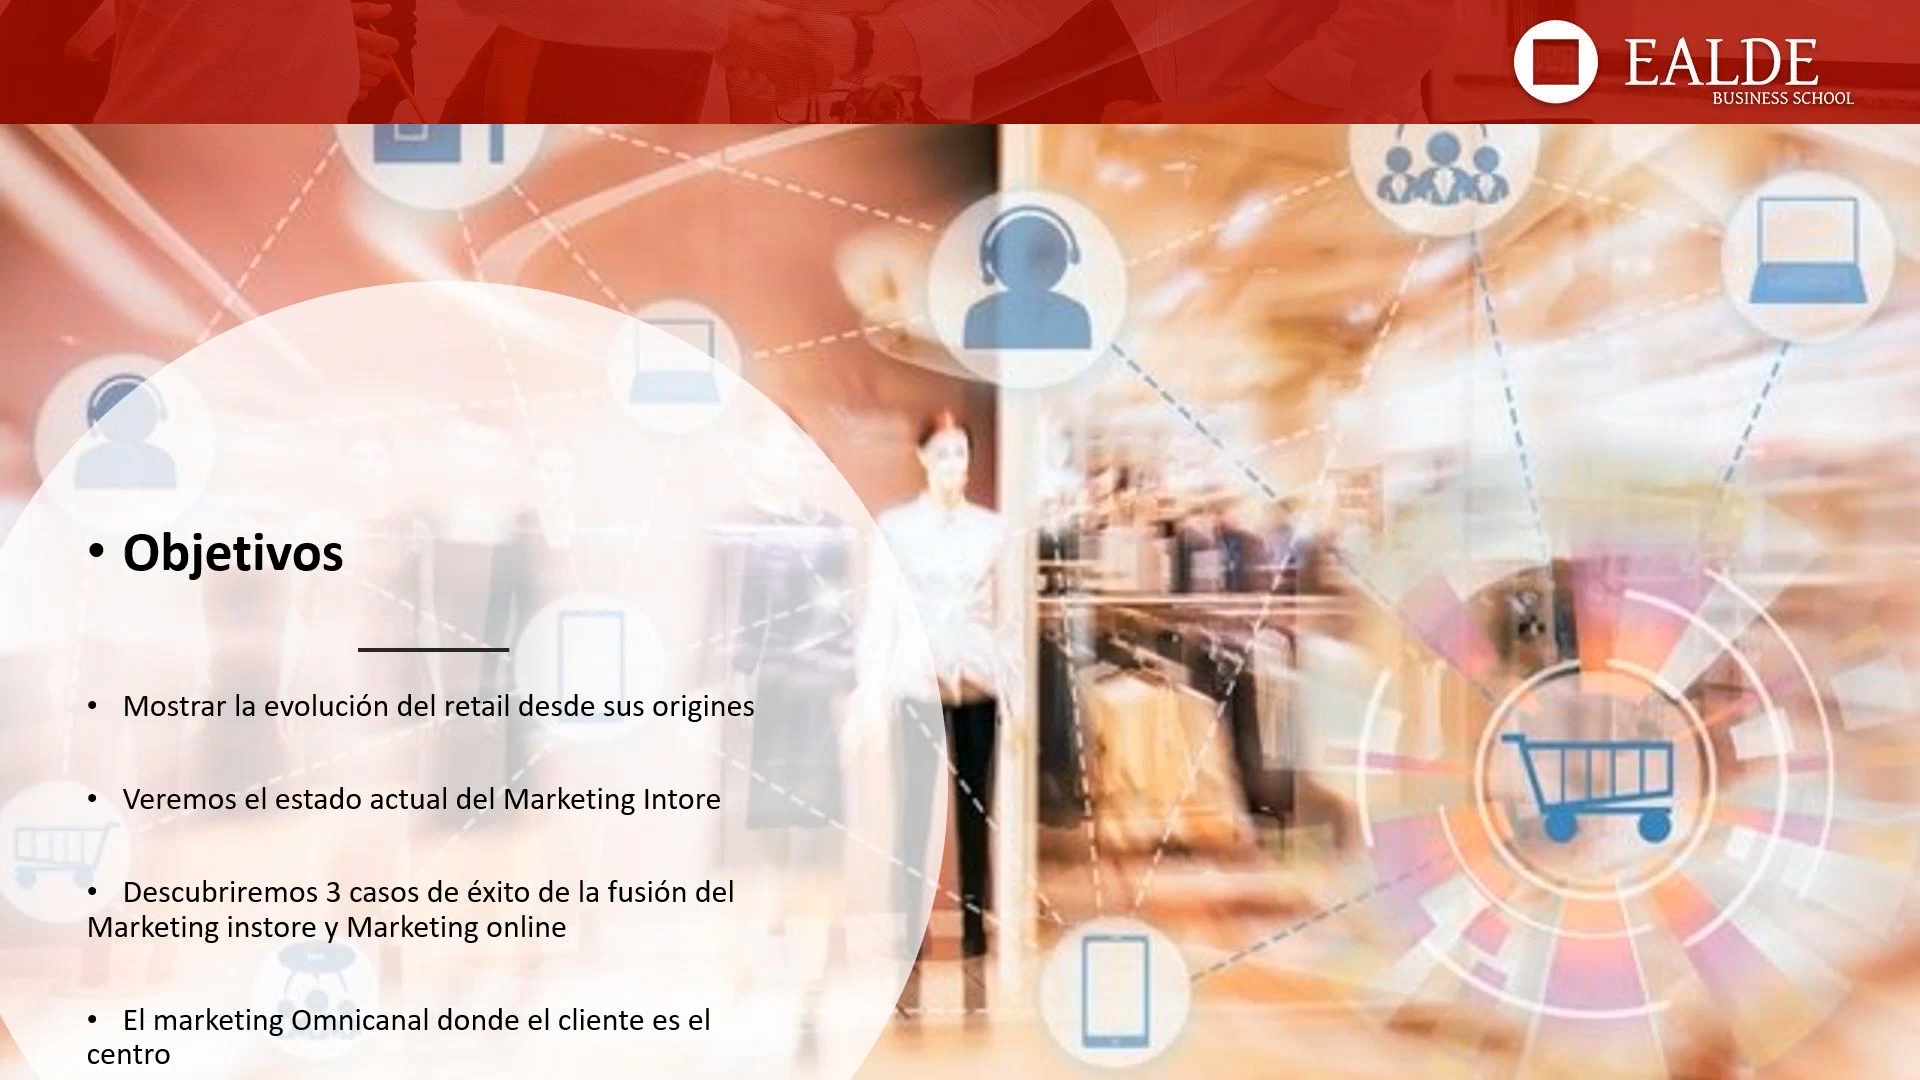 EALDE
BUSINESS SCHOOL
• Objetivos
• Mostrar la evolución del retail desde sus origines
• Veremos el estado actual del Marketing Intore
• Descubriremos 3 casos de éxito de la fusión del
Marketing instore y Marketing online
• El marketing Omnicanal donde el cliente es el
centro